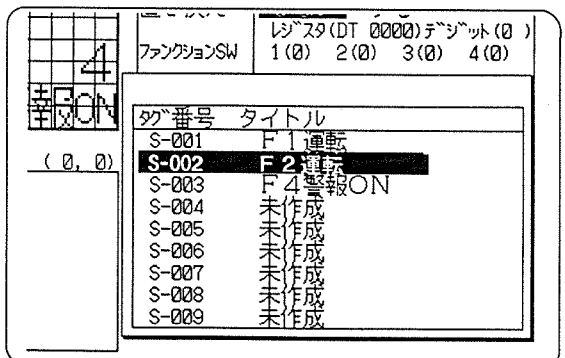 レジスタ(DT 0000)デジット(0 )
ファンクションSW 1(0) 2(0) 3(0) 4(0)
4
報ON
( 0, 0)
タグ番号 タイトル
S-001 F1運転
S-002 F2運転
S-003 F4警報ON
S-004 未作成
S-005 未作成
S-006 未作成
S-007 未作成
S-008 未作成
S-009 未作成